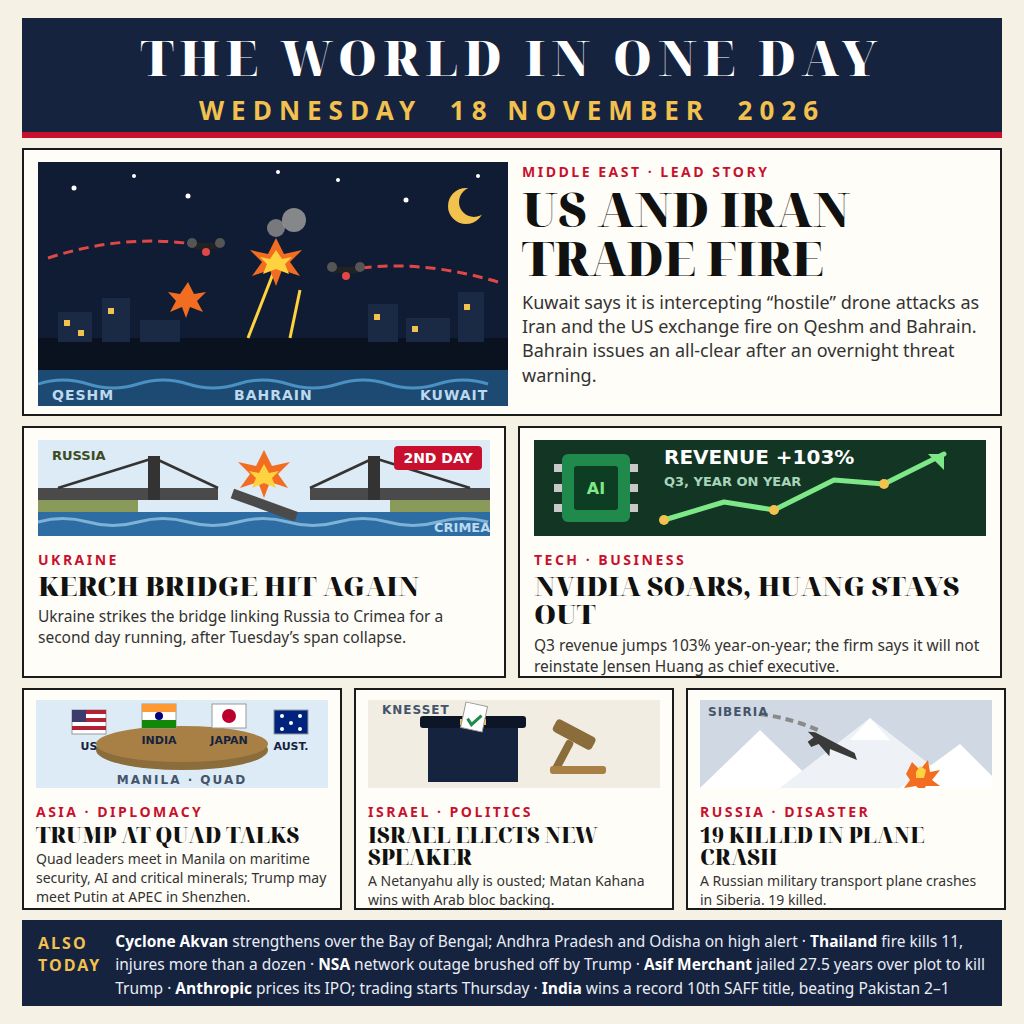 THE WORLD IN ONE DAY
WEDNESDAY 18 NOVEMBER 2026
QESHM
BAHRAIN
KUWAIT
MIDDLE EAST · LEAD STORY
US AND IRAN
TRADE FIRE
Kuwait says it is intercepting “hostile” drone attacks as
Iran and the US exchange fire on Qeshm and Bahrain.
Bahrain issues an all-clear after an overnight threat
warning.
RUSSIA
2ND DAY
CRIMEA
UKRAINE
KERCH BRIDGE HIT AGAIN
Ukraine strikes the bridge linking Russia to Crimea for a
second day running, after Tuesday’s span collapse.
AI
REVENUE +103%
Q3, YEAR ON YEAR
TECH · BUSINESS
NVIDIA SOARS, HUANG STAYS
OUT
Q3 revenue jumps 103% year-on-year; the firm says it will not
reinstate Jensen Huang as chief executive.
US
INDIA
JAPAN
AUST.
MANILA · QUAD
ASIA · DIPLOMACY
TRUMP AT QUAD TALKS
Quad leaders meet in Manila on maritime
security, AI and critical minerals; Trump may
meet Putin at APEC in Shenzhen.
KNESSET
ISRAEL · POLITICS
ISRAEL ELECTS NEW
SPEAKER
A Netanyahu ally is ousted; Matan Kahana
wins with Arab bloc backing.
SIBERIA
RUSSIA · DISASTER
19 KILLED IN PLANE
CRASH
A Russian military transport plane crashes
in Siberia. 19 killed.
ALSO
TODAY
Cyclone Akvan strengthens over the Bay of Bengal; Andhra Pradesh and Odisha on high alert · Thailand fire kills 11,
injures more than a dozen · NSA network outage brushed off by Trump · Asif Merchant jailed 27.5 years over plot to kill
Trump · Anthropic prices its IPO; trading starts Thursday · India wins a record 10th SAFF title, beating Pakistan 2–1